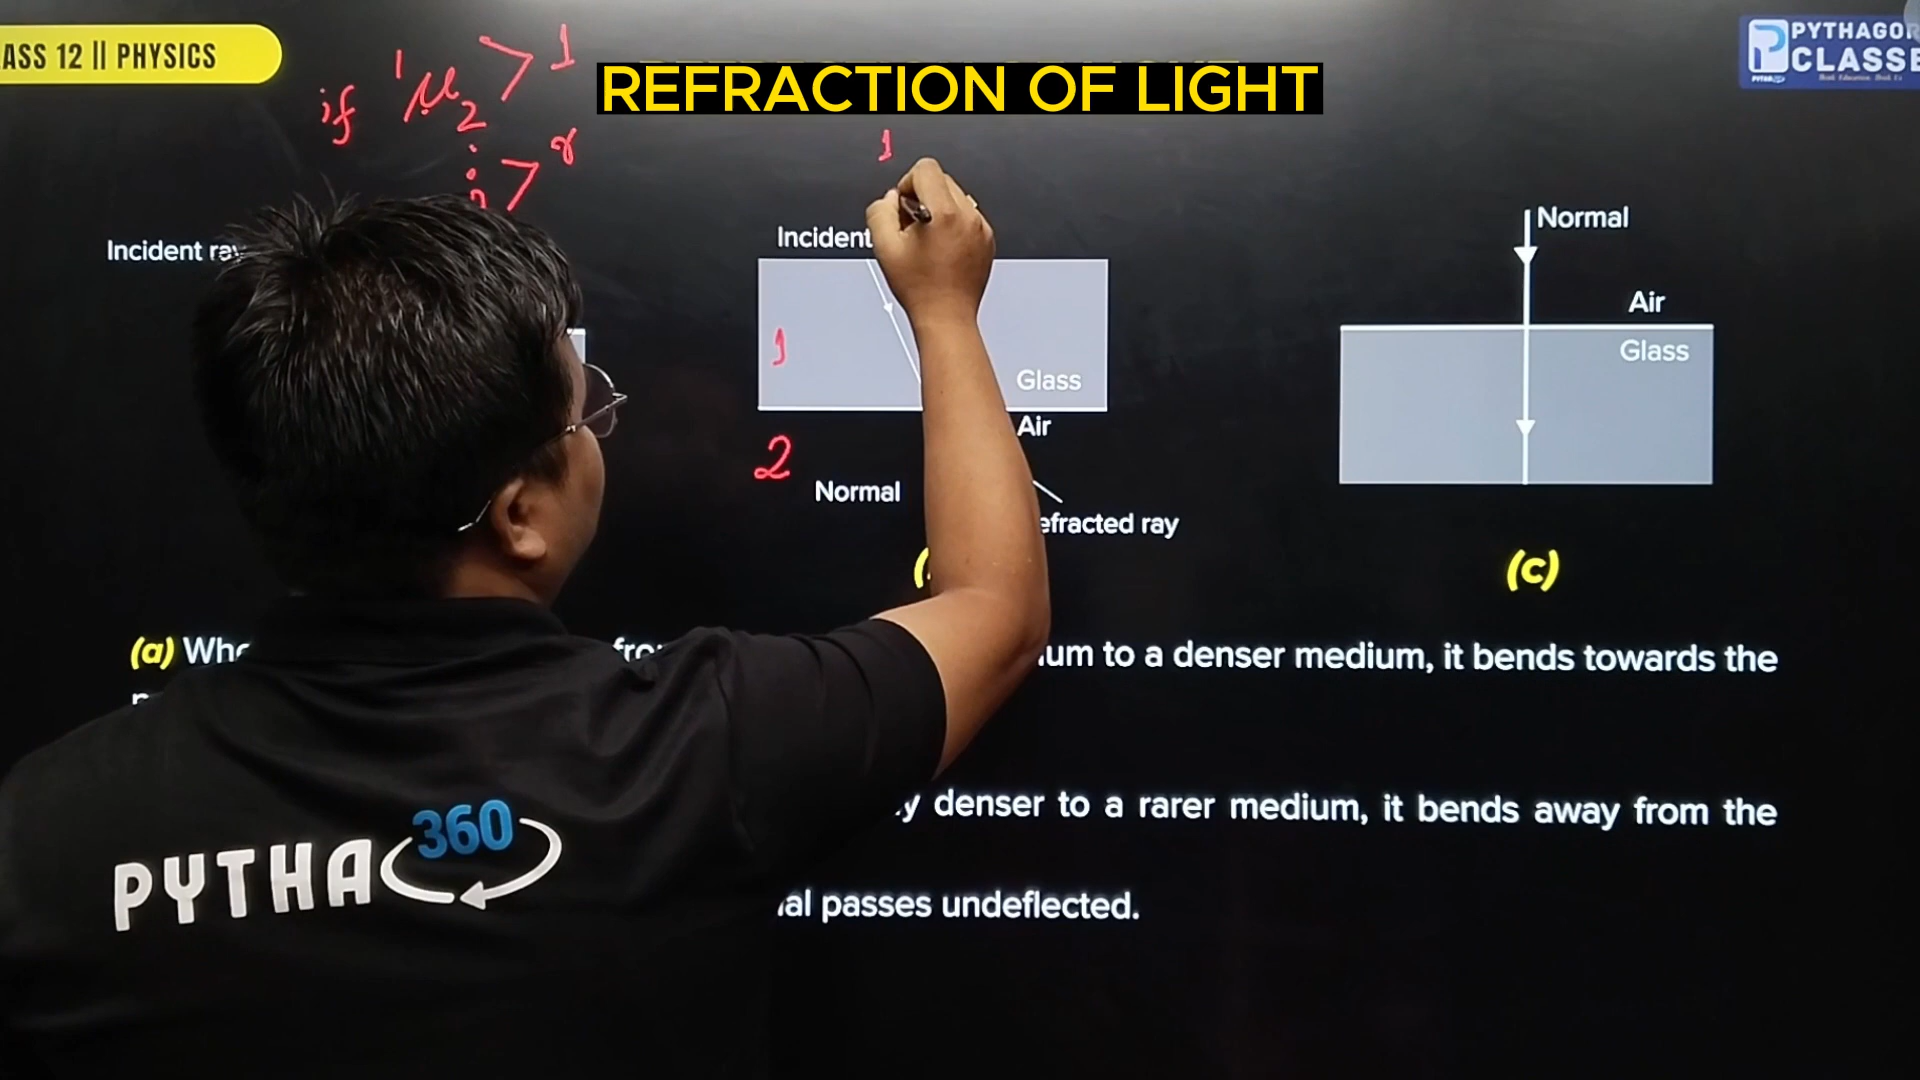 ASS 12 || PHYSICS
REFRACTION OF LIGHT
PYTHAGOR
CLASSE
if ¹μ₂ > 1
i > r
1
Incident ray
Incident
1
Glass
Air
2
Normal
efracted ray
Normal
Air
Glass
(c)
(a) Whe fro um to a denser medium, it bends towards the
y denser to a rarer medium, it bends away from the
al passes undeflected.
PYTHA 360